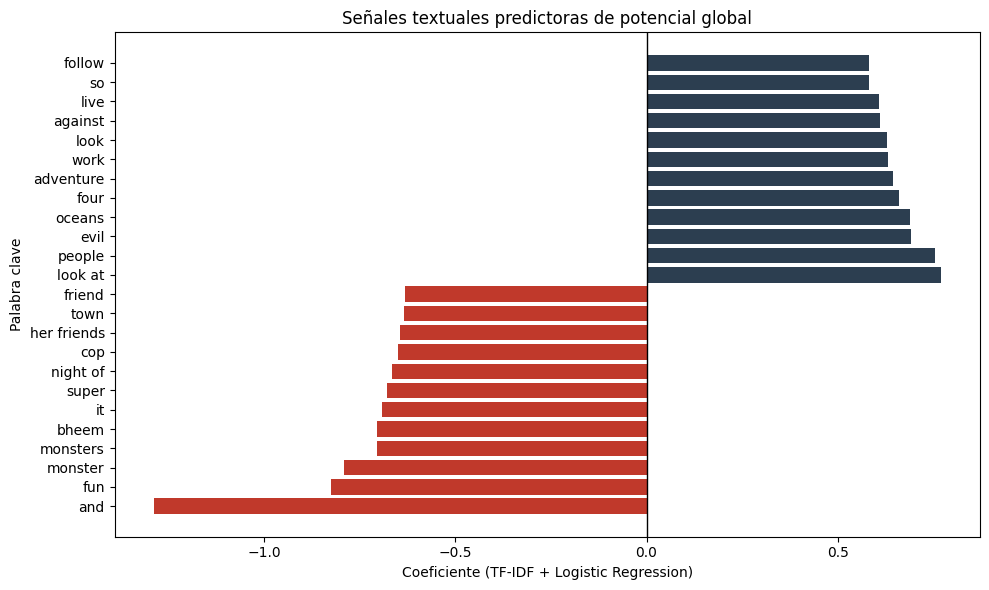 Señales textuales predictoras de potencial global
Palabra clave
follow
so
live
against
look
work
adventure
four
oceans
evil
people
look at
friend
town
her friends
cop
night of
super
it
bheem
monsters
monster
fun
and
−1.0
−0.5
0.0
0.5
Coeficiente (TF-IDF + Logistic Regression)